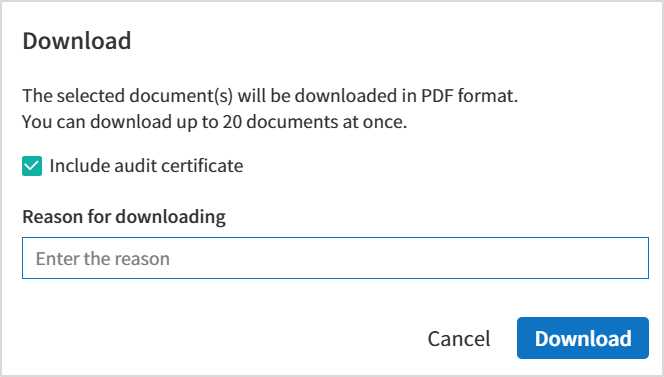 Download
The selected document(s) will be downloaded in PDF format.
You can download up to 20 documents at once.
Include audit certificate
Reason for downloading
Enter the reason
Cancel
Download